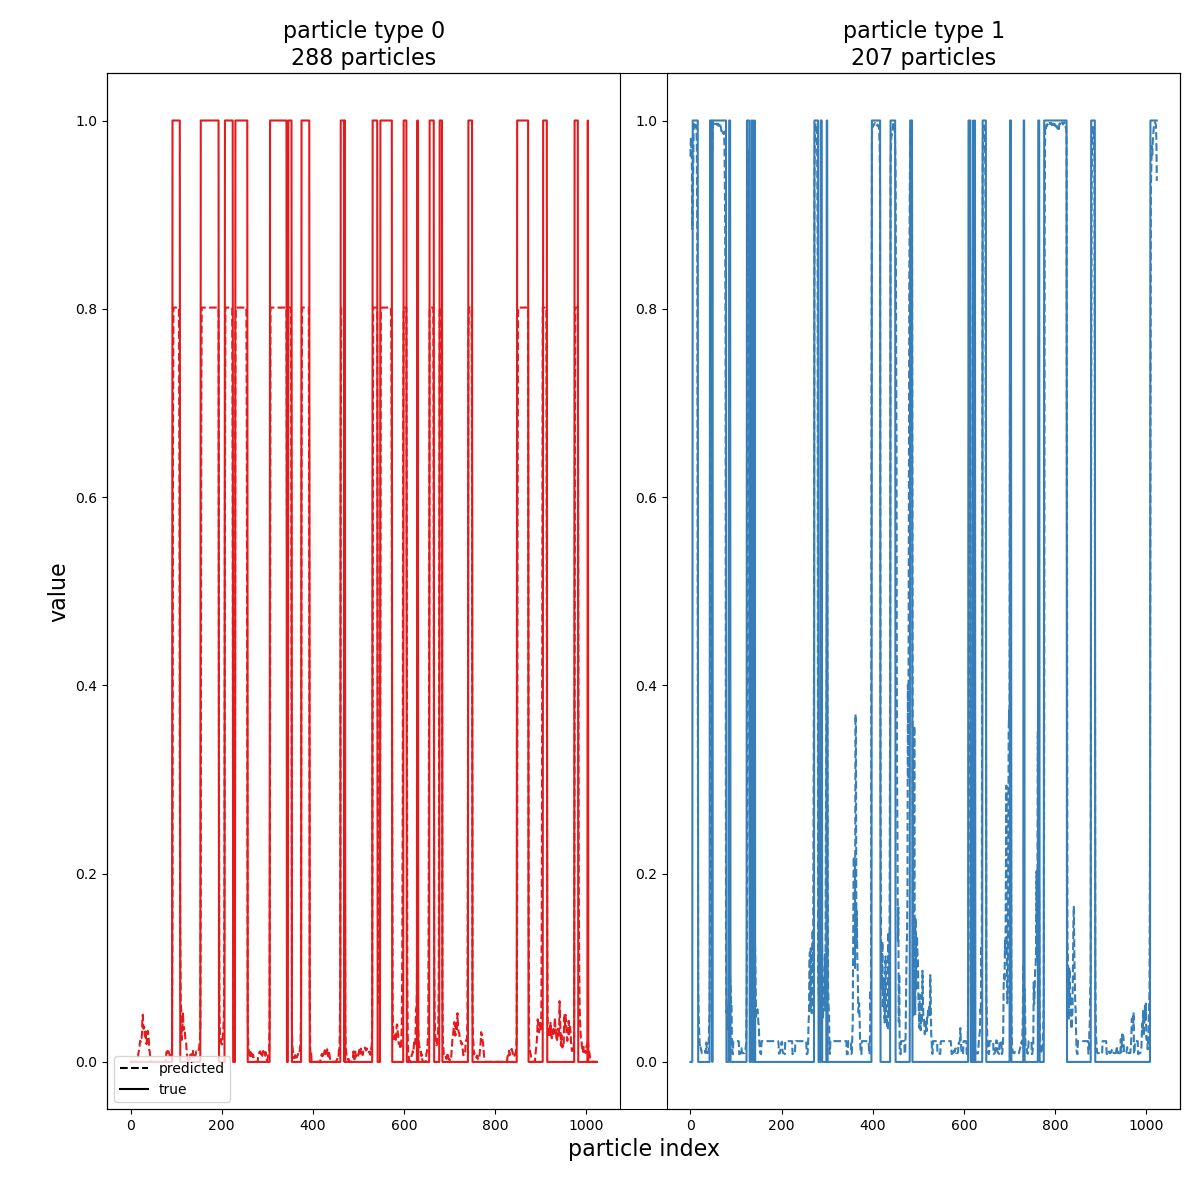 particle type 0
288 particles
particle type 1
207 particles
1.0
0.8
0.6
0.4
0.2
0.0
1.0
0.8
0.6
0.4
0.2
0.0
value
predicted
true
0 200 400 600 800 1000
0 200 400 600 800 1000
particle index